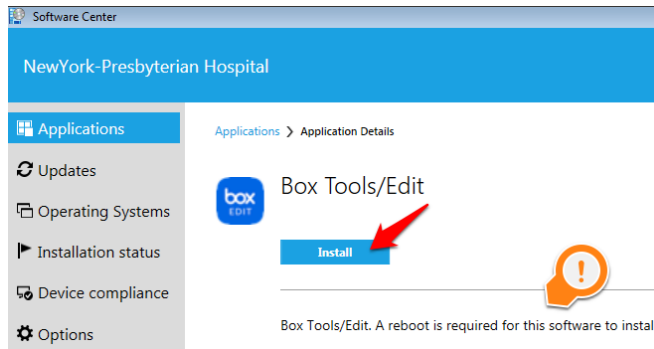 Software Center
NewYork-Presbyterian Hospital
Applications
Applications ❯ Application Details
Updates
box
EDIT
Box Tools/Edit
Operating Systems
Install
!
Installation status
Device compliance
Options
Box Tools/Edit. A reboot is required for this software to instal